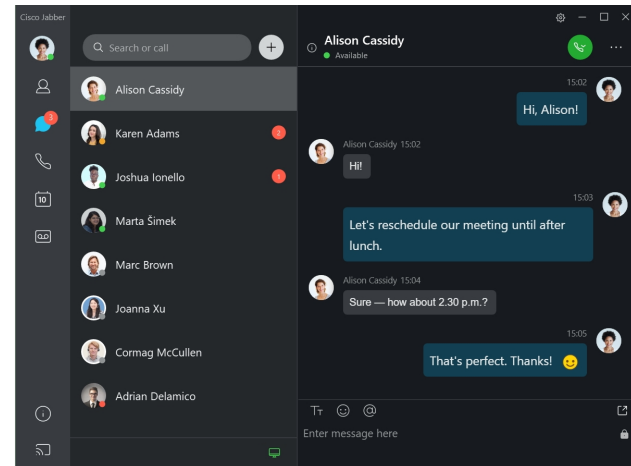 Cisco Jabber
Search or call
Alison Cassidy
Available
Alison Cassidy
3
Karen Adams
2
Joshua Ionello
1
10
Marta Šimek
Marc Brown
Joanna Xu
Cormag McCullen
Adrian Delamico
15:02
Hi, Alison!
Alison Cassidy 15:02
Hi!
15:03
Let's reschedule our meeting until after
lunch.
Alison Cassidy 15:04
Sure — how about 2.30 p.m.?
15:05
That's perfect. Thanks!
Enter message here